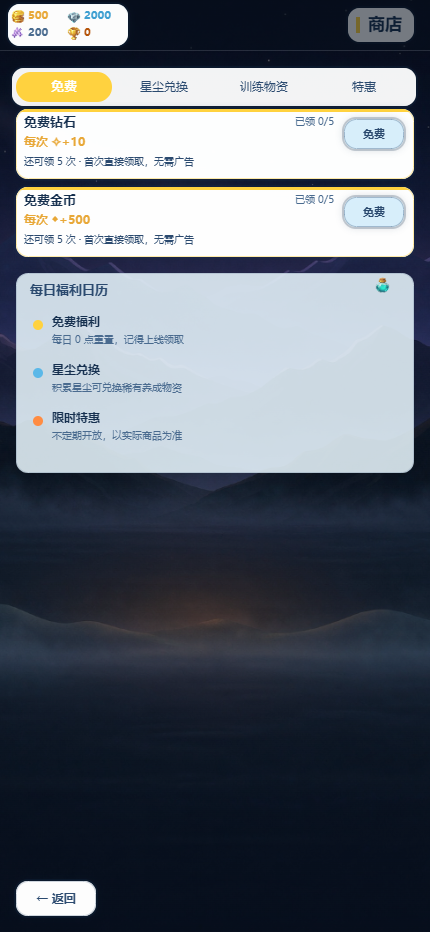 500 2000
200 0
商店
免费 星尘兑换 训练物资 特惠
免费钻石 已领 0/5
每次 ✧+10 免费
还可领 5 次 · 首次直接领取，无需广告
免费金币 已领 0/5
每次 ✦+500 免费
还可领 5 次 · 首次直接领取，无需广告
每日福利日历
免费福利
每日 0 点重置，记得上线领取
星尘兑换
积累星尘可兑换稀有养成物资
限时特惠
不定期开放，以实际商品为准
← 返回